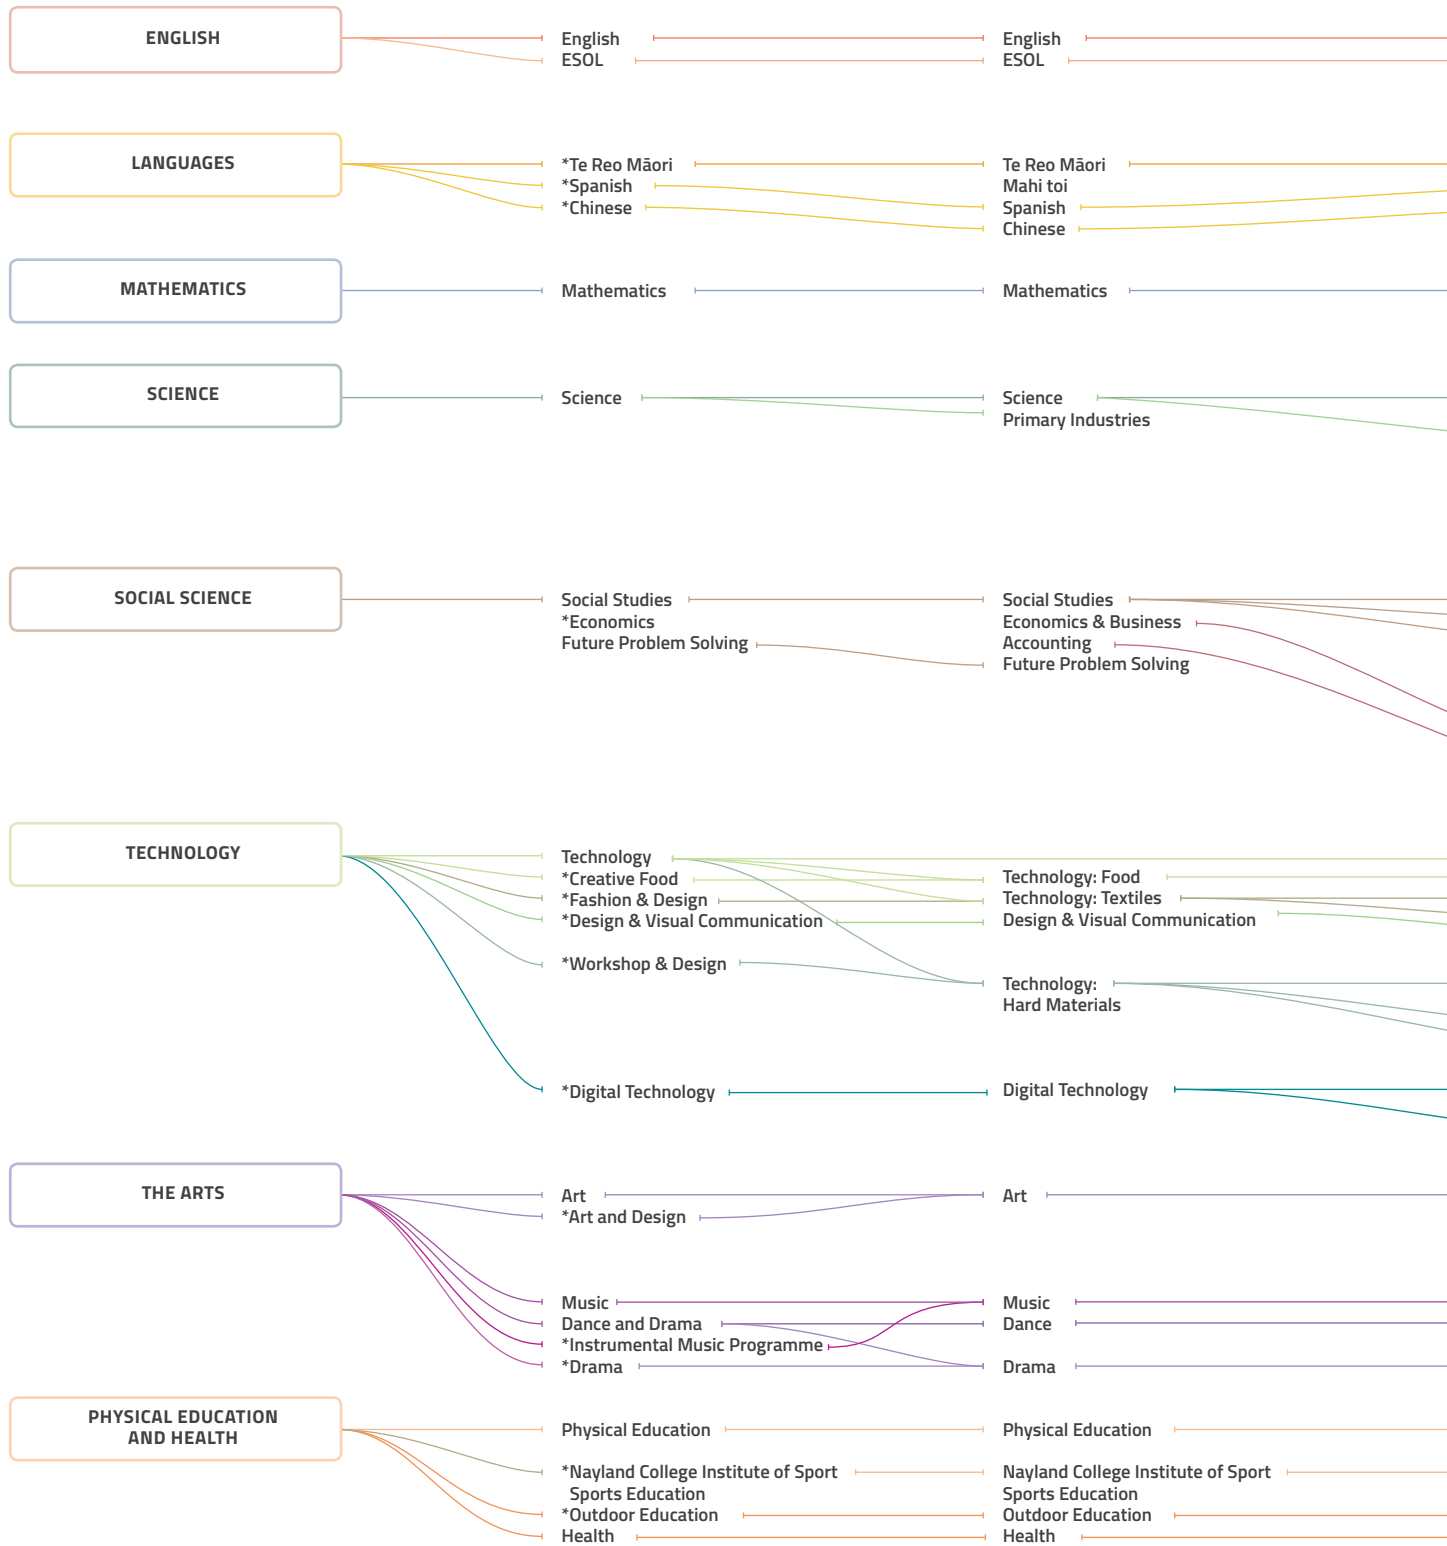 ENGLISH
English
English
ESOL
ESOL
LANGUAGES
*Te Reo Māori
Te Reo Māori
*Spanish
Mahi toi
*Chinese
Spanish
Chinese
MATHEMATICS
Mathematics
Mathematics
SCIENCE
Science
Science
Primary Industries
SOCIAL SCIENCE
Social Studies
Social Studies
*Economics
Economics & Business
Future Problem Solving
Accounting
Future Problem Solving
TECHNOLOGY
Technology
*Creative Food
Technology: Food
*Fashion & Design
Technology: Textiles
*Design & Visual Communication
Design & Visual Communication
*Workshop & Design
Technology:
Hard Materials
*Digital Technology
Digital Technology
THE ARTS
Art
Art
*Art and Design
Music
Music
Dance and Drama
Dance
*Instrumental Music Programme
*Drama
Drama
PHYSICAL EDUCATION
AND HEALTH
Physical Education
Physical Education
*Nayland College Institute of Sport
Nayland College Institute of Sport
Sports Education
Sports Education
*Outdoor Education
Outdoor Education
Health
Health